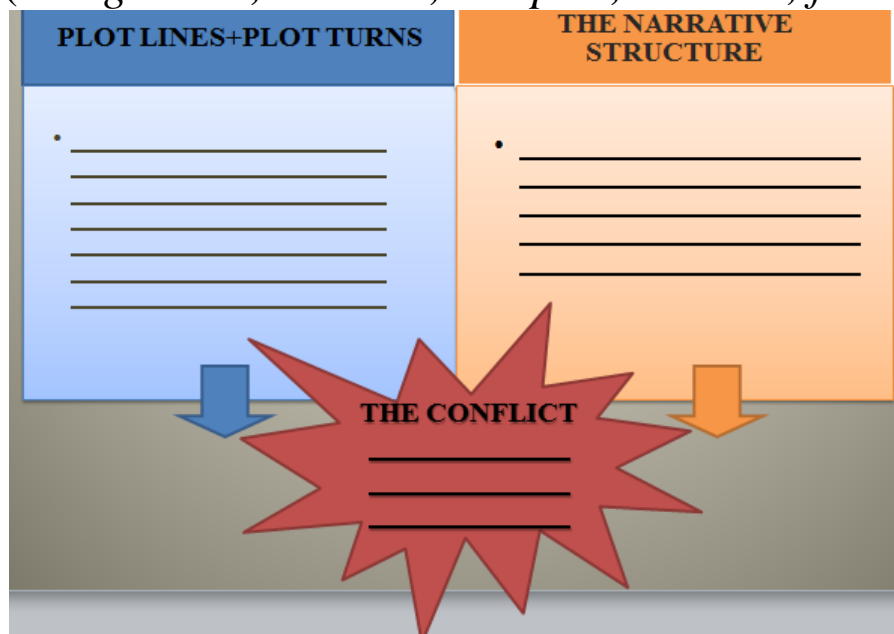 PLOT LINES+PLOT TURNS
THE NARRATIVE
STRUCTURE
THE CONFLICT